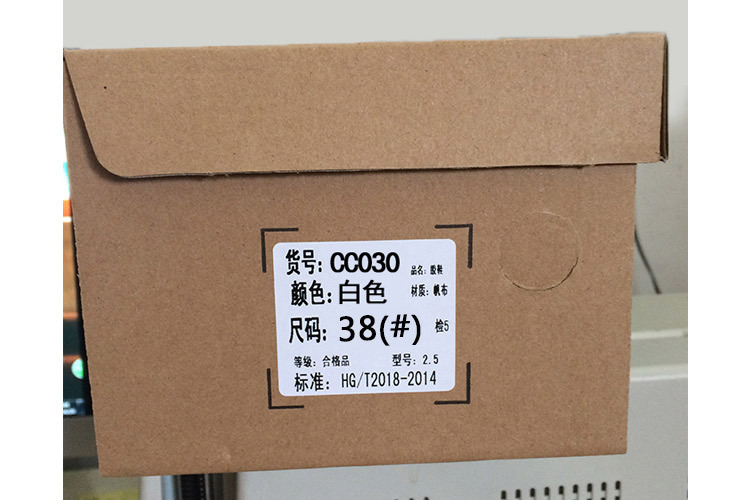 货号: CC030
品名: 胶鞋
颜色: 白色
材质: 帆布
尺码: 38(#)
检5
等级: 合格品
型号: 2.5
标准: HG/T2018-2014